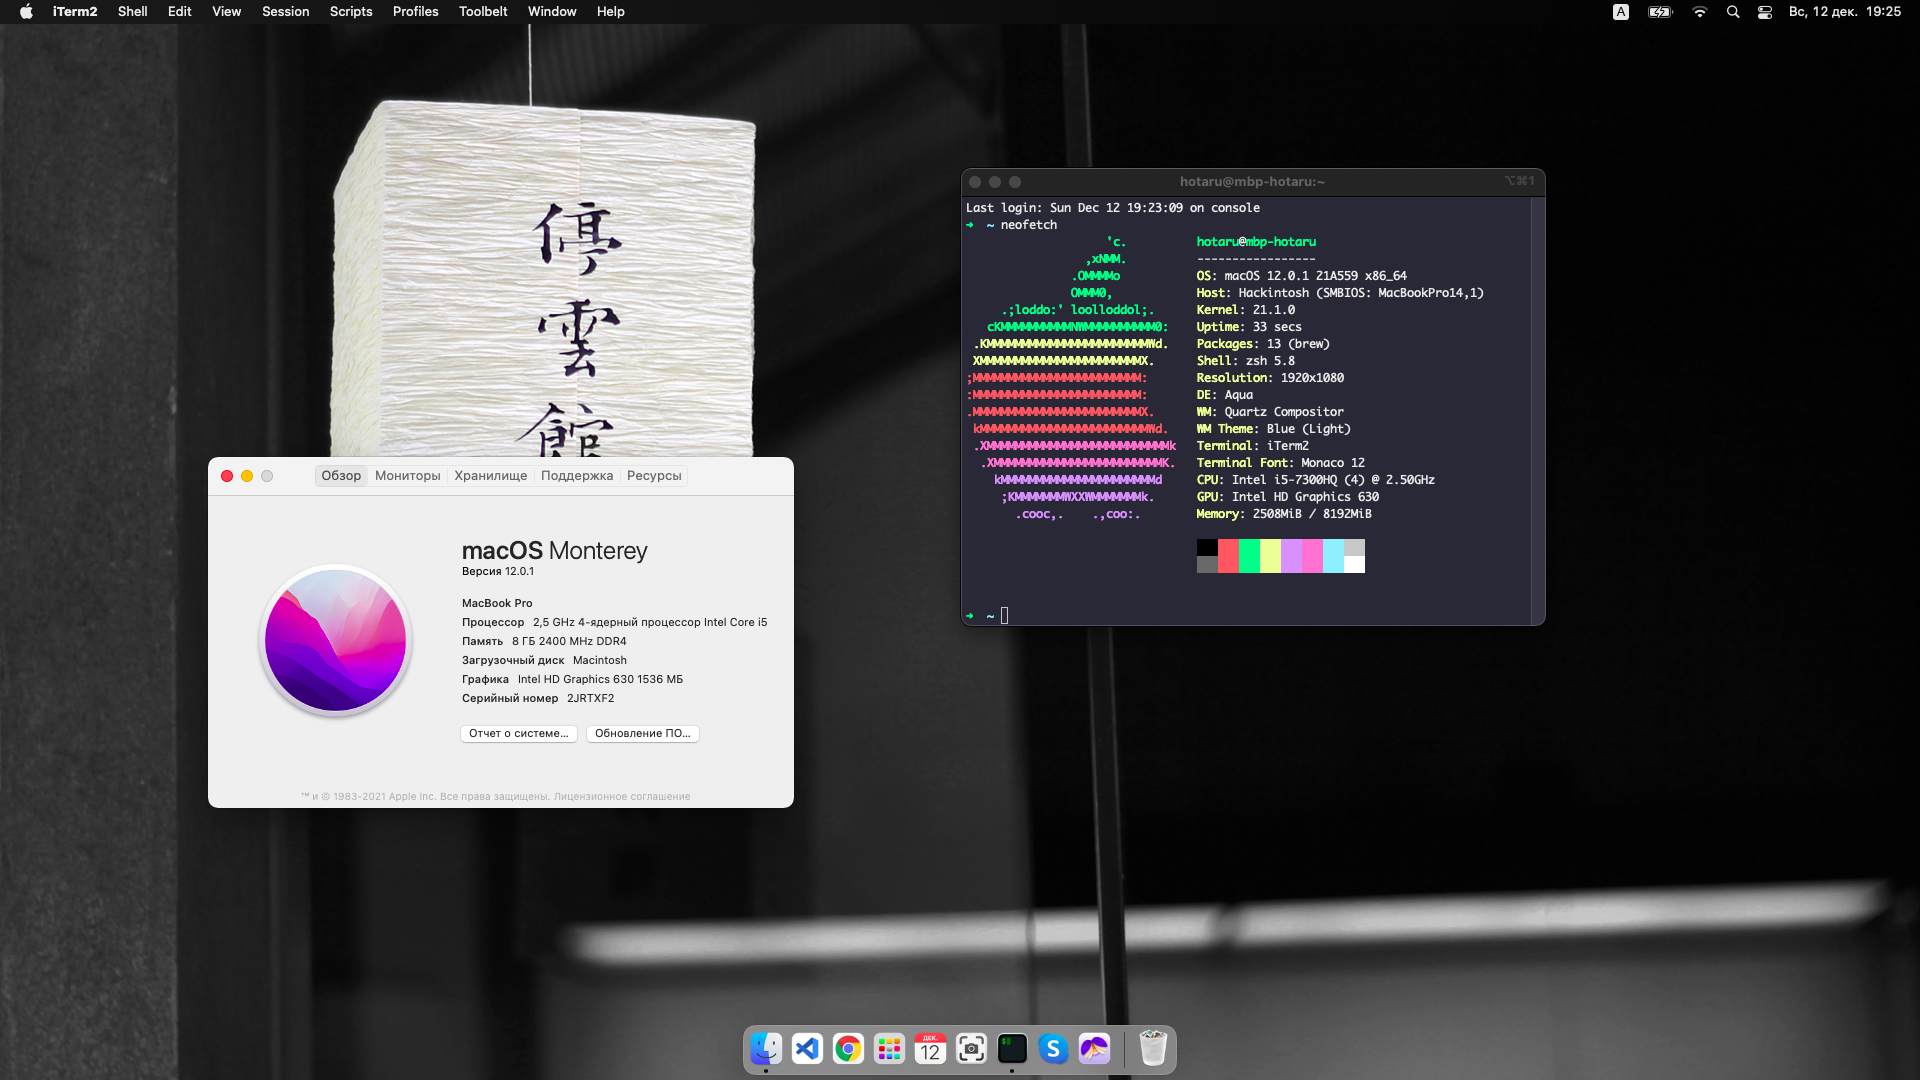 iTerm2 Shell Edit View Session Scripts Profiles Toolbelt Window Help
A Вс, 12 дек. 19:25
停
雲
館
hotaru@mbp-hotaru:~ ⌥⌘1
Last login: Sun Dec 12 19:23:09 on console
➜ ~ neofetch
'c. hotaru@mbp-hotaru
,xNMM. -----------------
.OMMMMo OS: macOS 12.0.1 21A559 x86_64
OMMM0, Host: Hackintosh (SMBIOS: MacBookPro14,1)
.;loddo:' loolloddol;. Kernel: 21.1.0
cKMMMMMMMMMMNWMMMMMMMMMM0: Uptime: 33 secs
.KMMMMMMMMMMMMMMMMMMMMMMMWd. Packages: 13 (brew)
XMMMMMMMMMMMMMMMMMMMMMMMX. Shell: zsh 5.8
;MMMMMMMMMMMMMMMMMMMMMMMM: Resolution: 1920x1080
:MMMMMMMMMMMMMMMMMMMMMMMM: DE: Aqua
.MMMMMMMMMMMMMMMMMMMMMMMMX. WM: Quartz Compositor
kMMMMMMMMMMMMMMMMMMMMMMMMWd. WM Theme: Blue (Light)
.XMMMMMMMMMMMMMMMMMMMMMMMMMMk Terminal: iTerm2
.XMMMMMMMMMMMMMMMMMMMMMMMMK. Terminal Font: Monaco 12
kMMMMMMMMMMMMMMMMMMMMMMd CPU: Intel i5-7300HQ (4) @ 2.50GHz
;KMMMMMMMWXXWMMMMMMMk. GPU: Intel HD Graphics 630
.cooc,. .,coo:. Memory: 2508MiB / 8192MiB
➜ ~
Обзор Мониторы Хранилище Поддержка Ресурсы
macOS Monterey
Версия 12.0.1
MacBook Pro
Процессор 2,5 GHz 4-ядерный процессор Intel Core i5
Память 8 ГБ 2400 MHz DDR4
Загрузочный диск Macintosh
Графика Intel HD Graphics 630 1536 МБ
Серийный номер 2JRTXF2
Отчет о системе... Обновление ПО...
™ и © 1983-2021 Apple Inc. Все права защищены. Лицензионное соглашение
ДЕК.
12
$
S